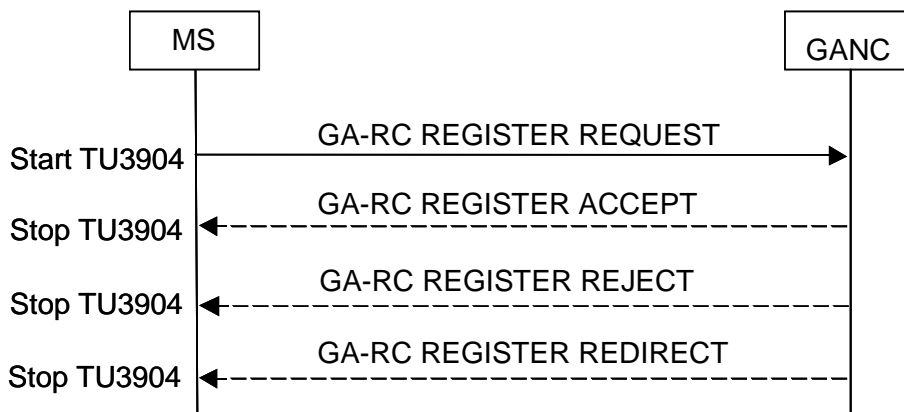 MS
GANC
GA-RC REGISTER REQUEST
Start TU3904
GA-RC REGISTER ACCEPT
Stop TU3904
GA-RC REGISTER REJECT
Stop TU3904
GA-RC REGISTER REDIRECT
Stop TU3904